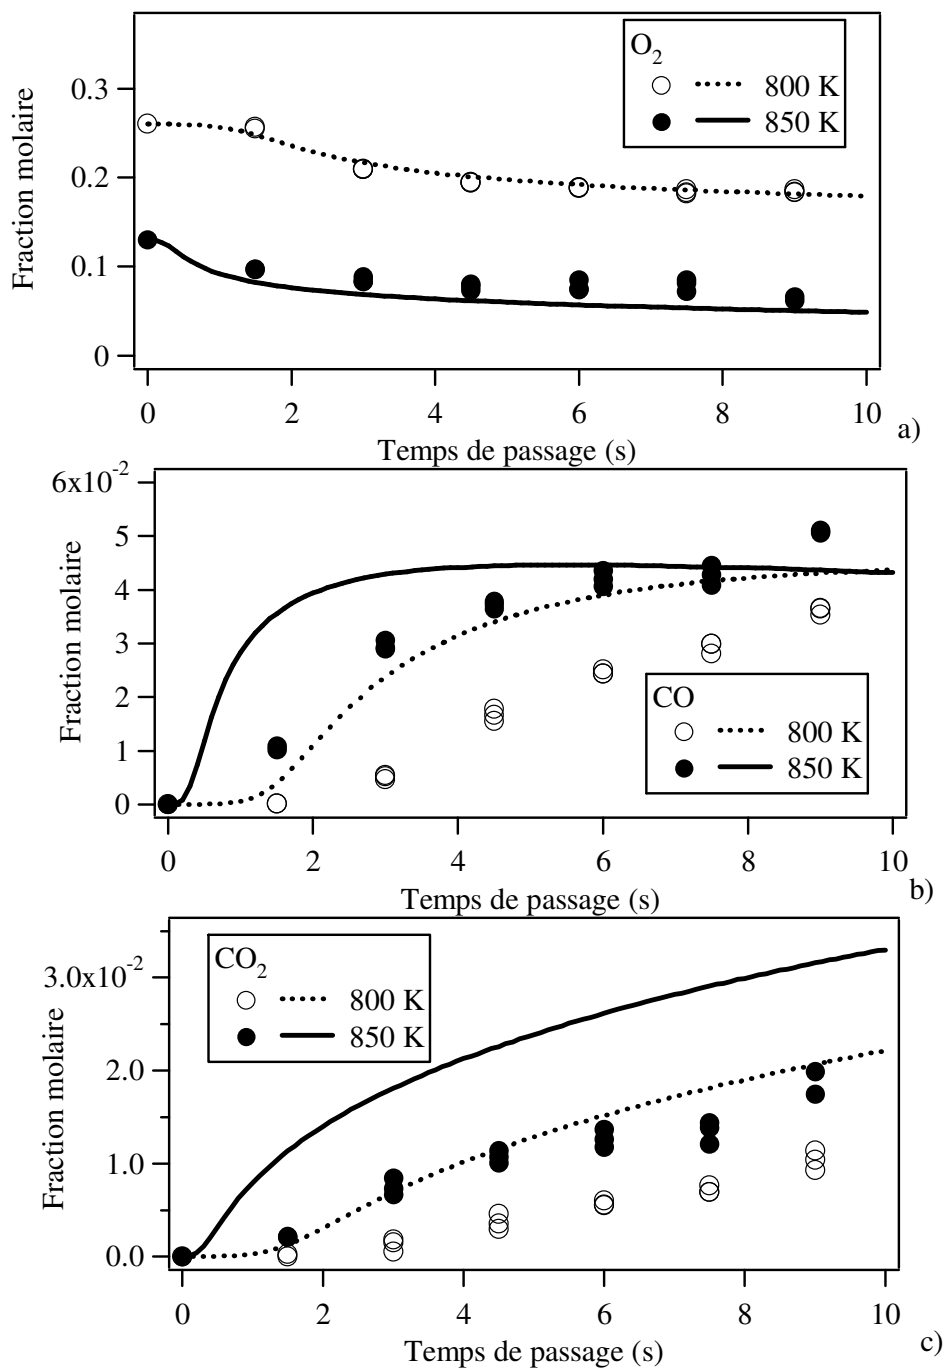 O2
800 K
850 K
Fraction molaire
0.3
0.2
0.1
0
0 2 4 6 8 10
Temps de passage (s)
a)
6x10-2
5
4
3
2
1
0
Fraction molaire
CO
800 K
850 K
0 2 4 6 8 10
Temps de passage (s)
b)
CO2
800 K
850 K
3.0x10-2
2.0
1.0
0.0
Fraction molaire
0 2 4 6 8 10
Temps de passage (s)
c)